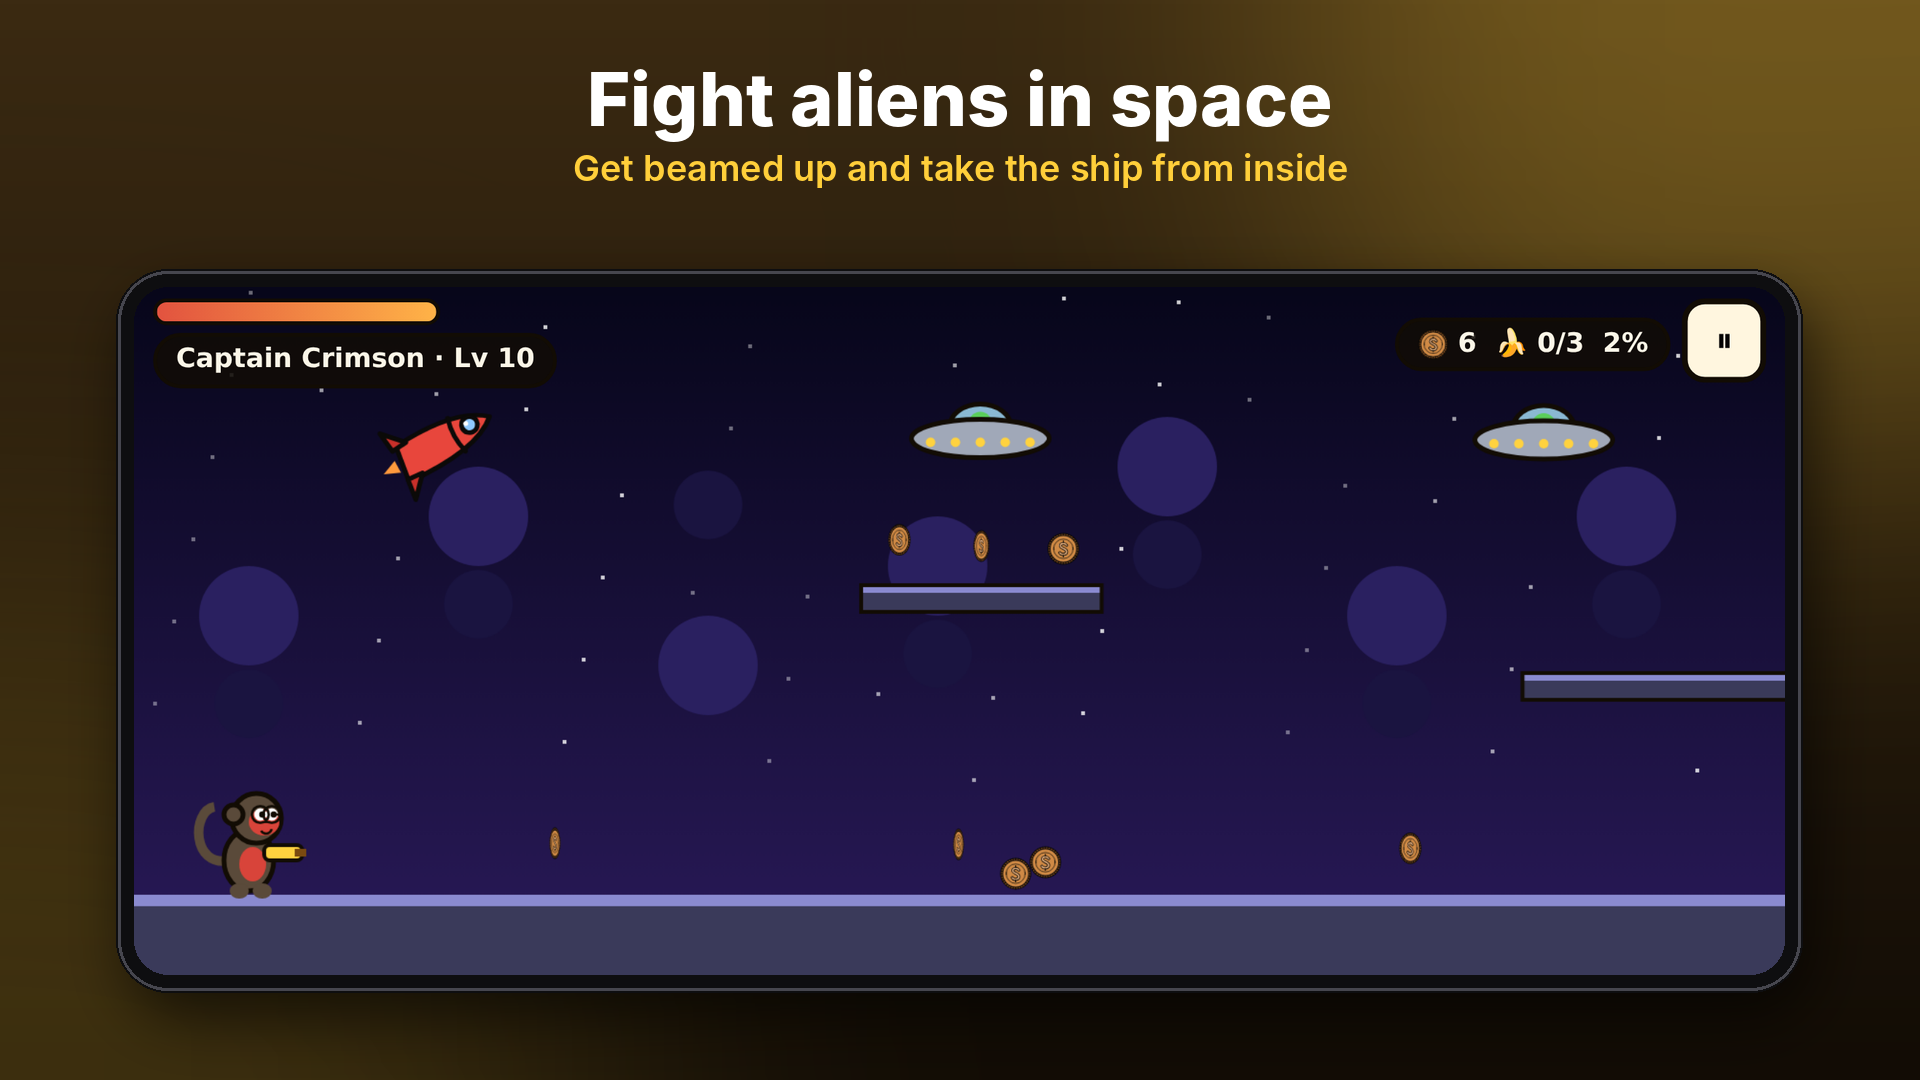 Fight aliens in space
Get beamed up and take the ship from inside
Captain Crimson · Lv 10
6 0/3 2%